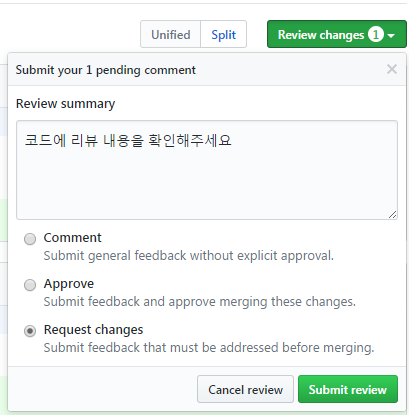 Unified Split Review changes 1
Submit your 1 pending comment
Review summary
코드에 리뷰 내용을 확인해주세요
Comment
Submit general feedback without explicit approval.
Approve
Submit feedback and approve merging these changes.
Request changes
Submit feedback that must be addressed before merging.
Cancel review Submit review